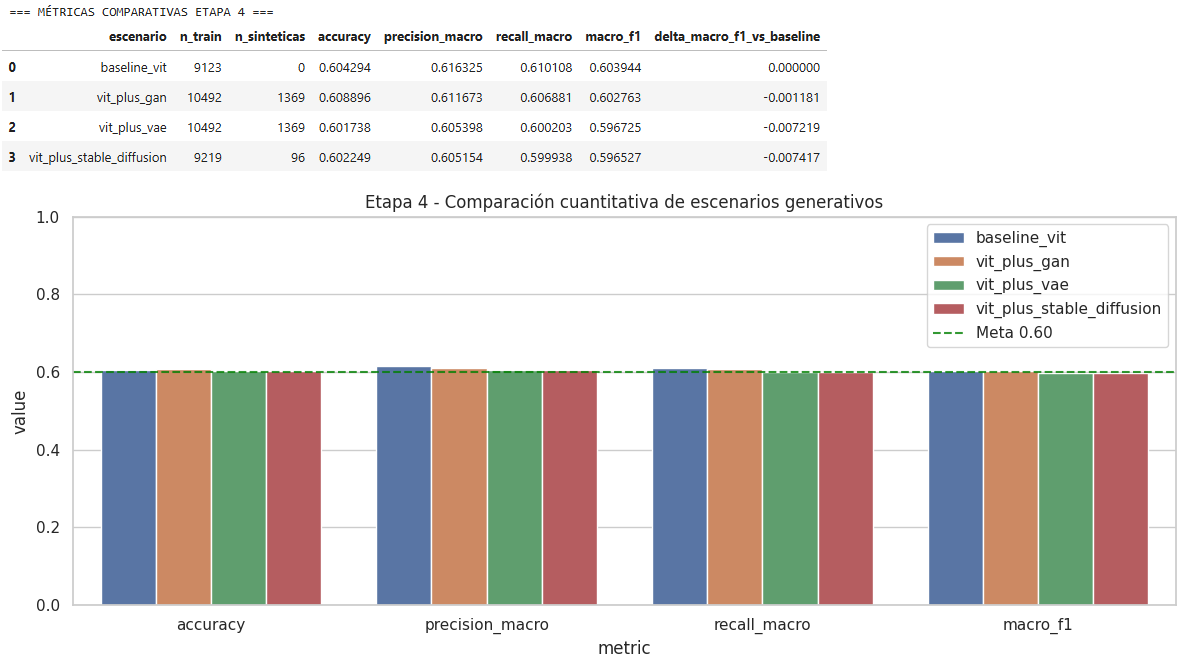 === MÉTRICAS COMPARATIVAS ETAPA 4 ===
escenario n_train n_sinteticas accuracy precision_macro recall_macro macro_f1 delta_macro_f1_vs_baseline
0 baseline_vit 9123 0 0.604294 0.616325 0.610108 0.603944 0.000000
1 vit_plus_gan 10492 1369 0.608896 0.611673 0.606881 0.602763 -0.001181
2 vit_plus_vae 10492 1369 0.601738 0.605398 0.600203 0.596725 -0.007219
3 vit_plus_stable_diffusion 9219 96 0.602249 0.605154 0.599938 0.596527 -0.007417
Etapa 4 - Comparación cuantitativa de escenarios generativos
1.0
0.8
0.6
0.4
0.2
0.0
value
baseline_vit
vit_plus_gan
vit_plus_vae
vit_plus_stable_diffusion
Meta 0.60
accuracy precision_macro recall_macro macro_f1
metric